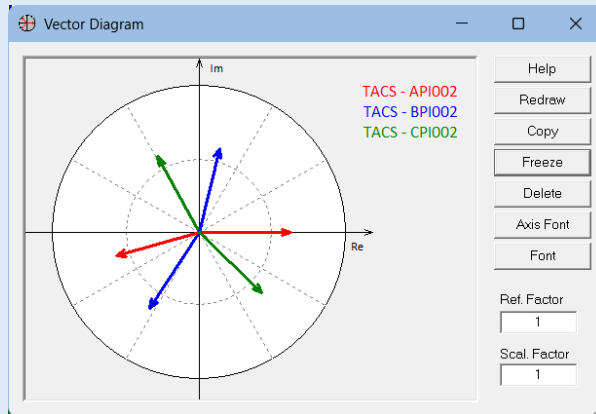 Vector Diagram
Im
TACS - API002
TACS - BPI002
TACS - CPI002
Re
Help
Redraw
Copy
Freeze
Delete
Axis Font
Font
Ref. Factor
1
Scal. Factor
1